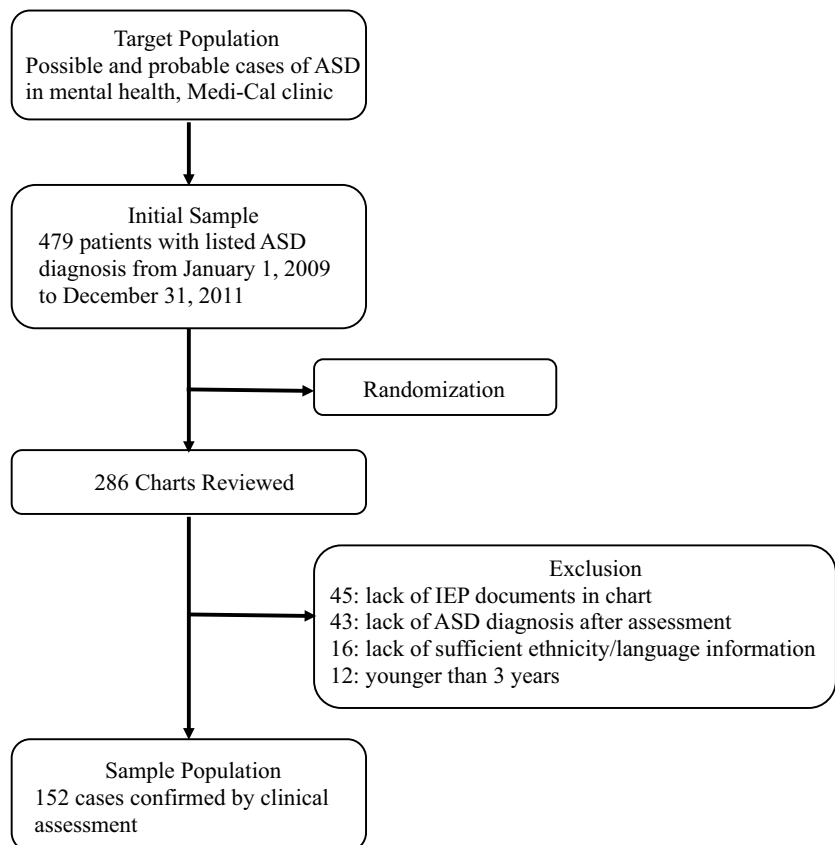 Target Population
Possible and probable cases of ASD
in mental health, Medi-Cal clinic
Initial Sample
479 patients with listed ASD
diagnosis from January 1, 2009
to December 31, 2011
Randomization
286 Charts Reviewed
Exclusion
45: lack of IEP documents in chart
43: lack of ASD diagnosis after assessment
16: lack of sufficient ethnicity/language information
12: younger than 3 years
Sample Population
152 cases confirmed by clinical
assessment